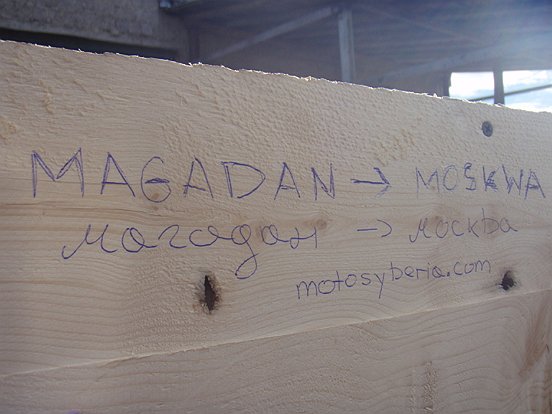 MAGADAN → MOSKWA
Магадан → Москва
motosyberia.com